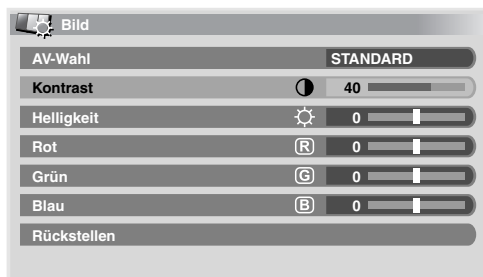 Bild
AV-Wahl STANDARD
Kontrast 40
Helligkeit 0
Rot R 0
Grün G 0
Blau B 0
Rückstellen